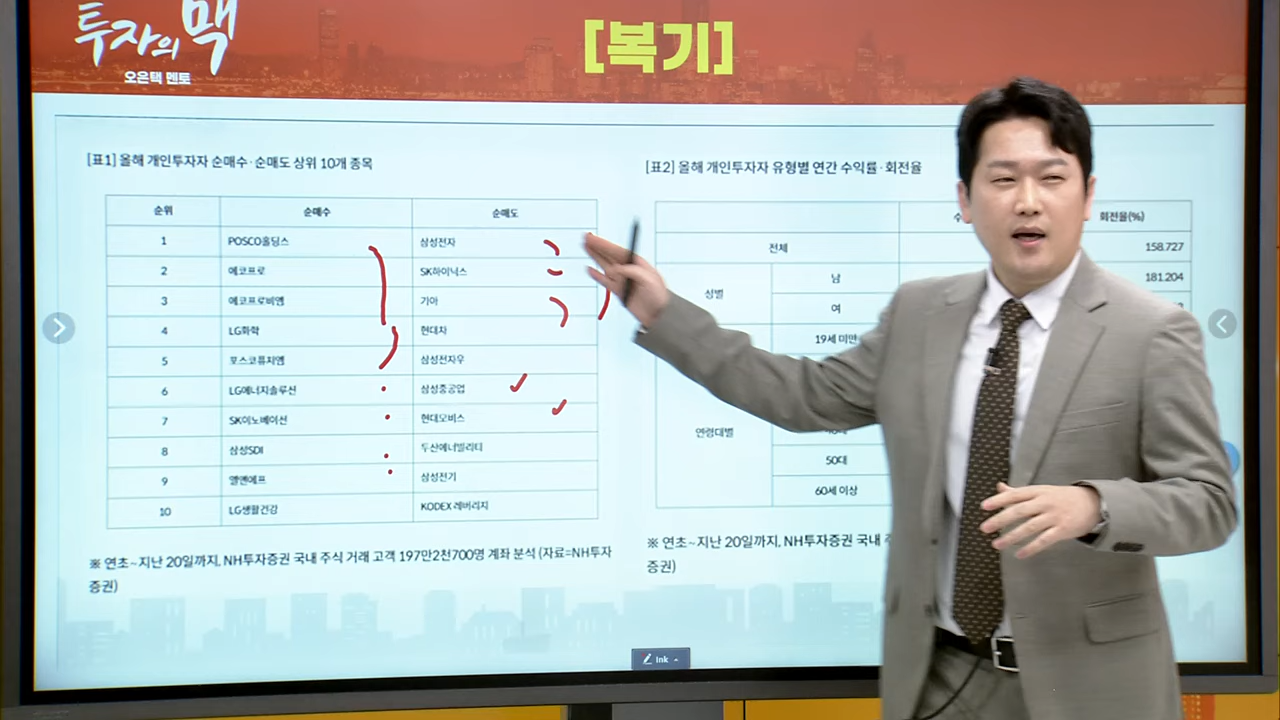 투자의 맥
오은택 멘토
[복기]
[표1] 올해 개인투자자 순매수·순매도 상위 10개 종목
순위 순매수 순매도
1 POSCO홀딩스 삼성전자
2 에코프로 SK하이닉스
3 에코프로비엠 기아
4 LG화학 현대차
5 포스코퓨처엠 삼성전자우
6 LG에너지솔루션 삼성중공업
7 SK이노베이션 현대모비스
8 삼성SDI 두산에너빌리티
9 엘앤에프 삼성전기
10 LG생활건강 KODEX 레버리지
※ 연초~지난 20일까지, NH투자증권 국내 주식 거래 고객 197만2천700명 계좌 분석 (자료=NH투자
증권)
[표2] 올해 개인투자자 유형별 연간 수익률·회전율
회전율(%)
전체 158.727
성별 남 181.204
여
19세 미만
연령대별
50대
60세 이상
※ 연초~지난 20일까지, NH투자증권 국내 주
증권)
Ink